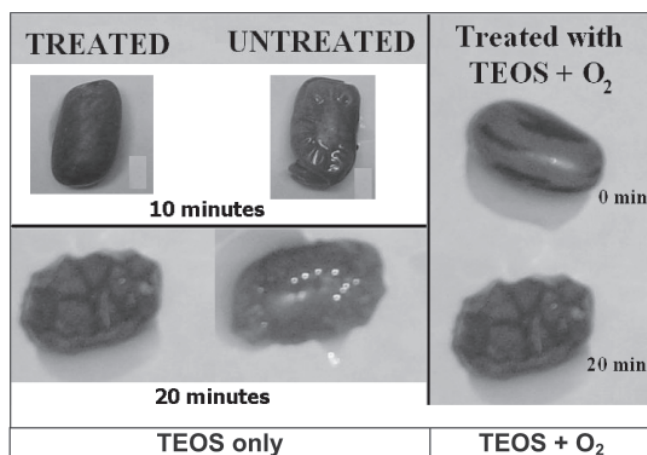 TREATED UNTREATED
10 minutes
20 minutes
Treated with
TEOS + O₂
0 min
20 min
TEOS only TEOS + O₂